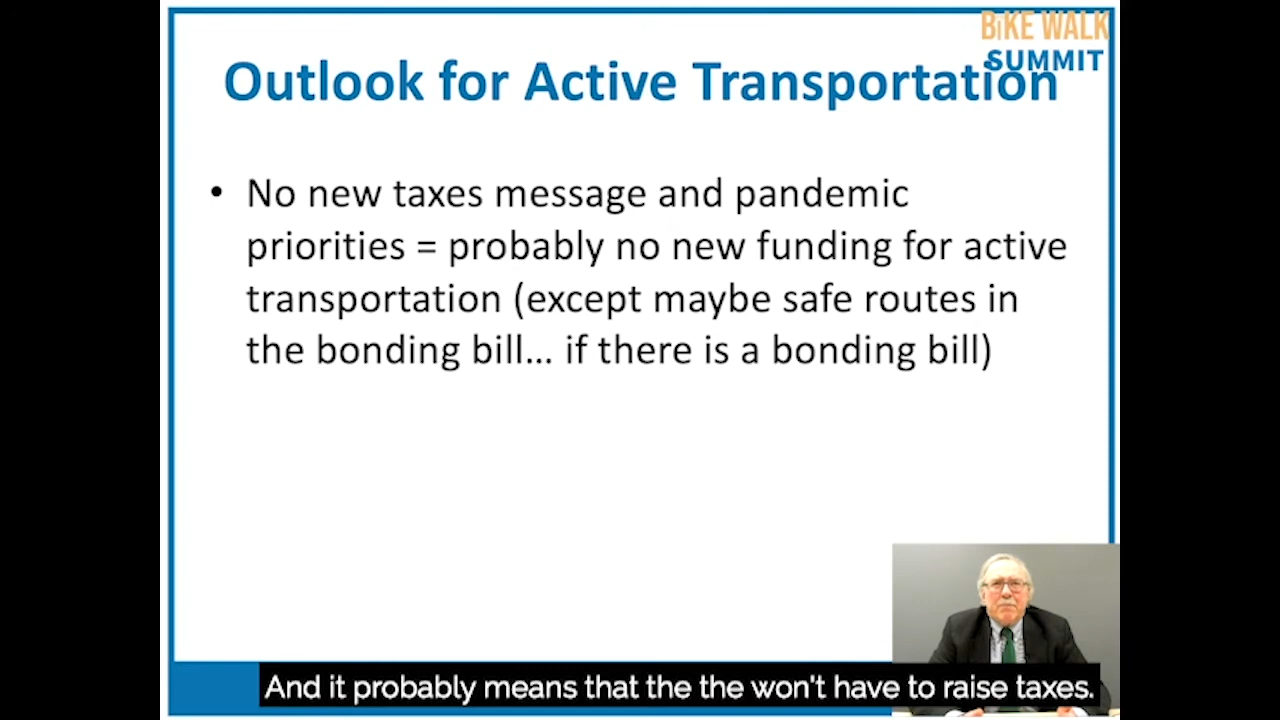 BiKE WALK
SUMMIT
Outlook for Active Transportation
• No new taxes message and pandemic
priorities = probably no new funding for active
transportation (except maybe safe routes in
the bonding bill… if there is a bonding bill)
And it probably means that the the won't have to raise taxes.